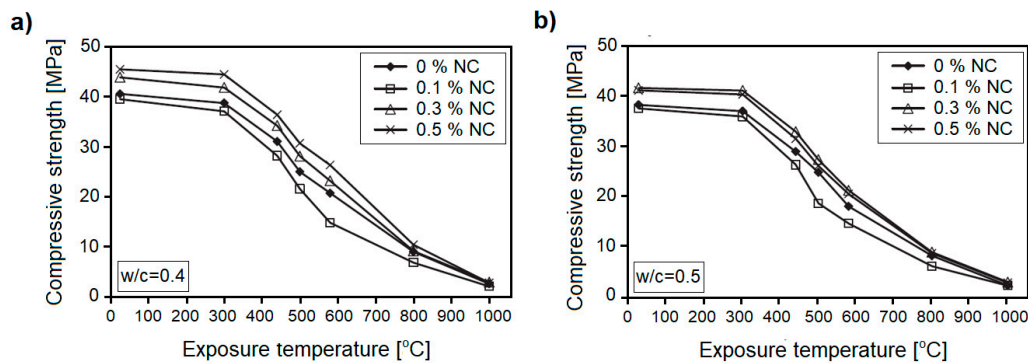 a)
Compressive strength [MPa]
50
40
30
20
10
0
0 % NC
0.1 % NC
0.3 % NC
0.5 % NC
w/c=0.4
0 100 200 300 400 500 600 700 800 900 1000
Exposure temperature [°C]
b)
Compressive strength [MPa]
50
40
30
20
10
0
0 % NC
0.1 % NC
0.3 % NC
0.5 % NC
w/c=0.5
0 100 200 300 400 500 600 700 800 900 1000
Exposure temperature [°C]